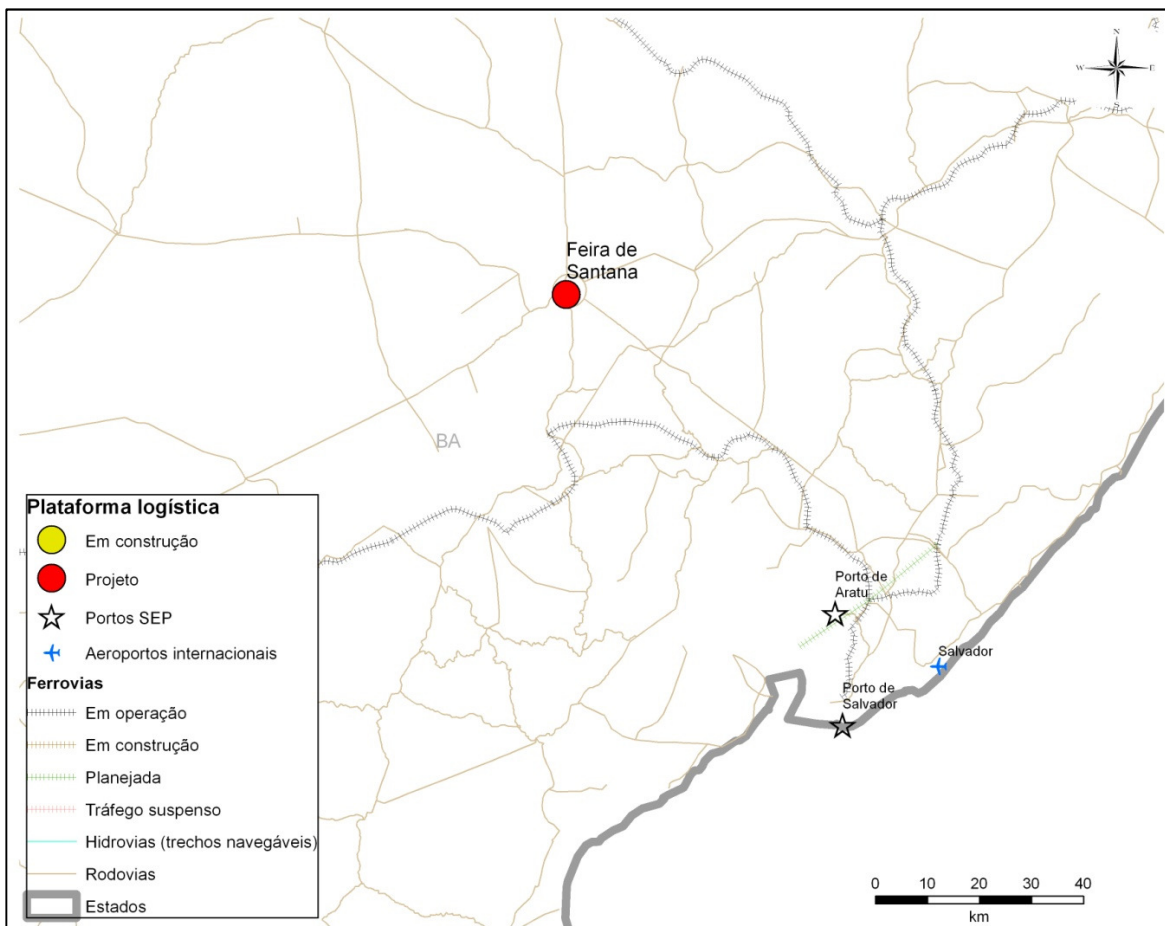 N
W
E
S
Feira de
Santana
BA
Porto de
Aratu
Salvador
Porto de
Salvador
Plataforma logística
Em construção
Projeto
Portos SEP
Aeroportos internacionais
Ferrovias
Em operação
Em construção
Planejada
Tráfego suspenso
Hidrovias (trechos navegáveis)
Rodovias
Estados
0 10 20 30 40
km